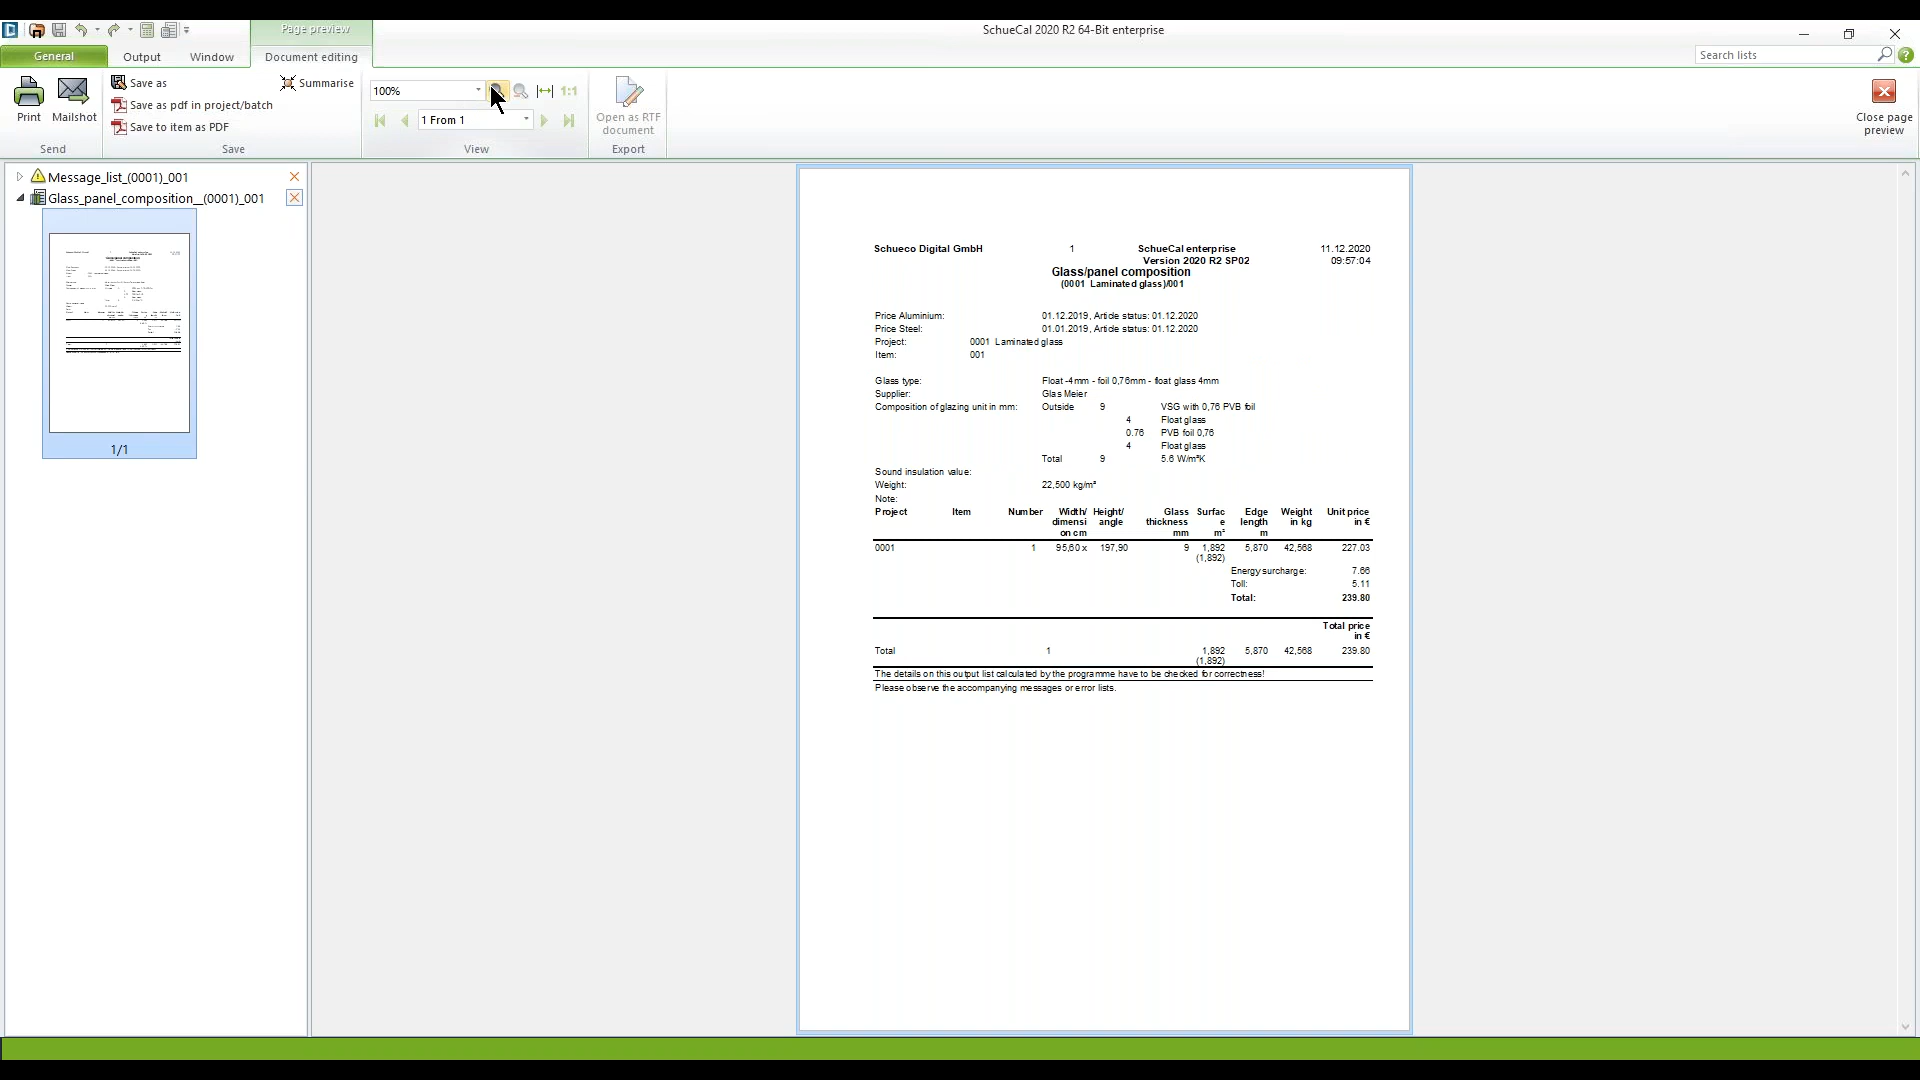 Page preview
SchueCal 2020 R2 64-Bit enterprise
General Output Window Document editing
Search lists
Print
Mailshot
Send
Save as
Summarise
Save as pdf in project/batch
Save to item as PDF
Save
100%
1:1
1 From 1
View
Open as RTF
document
Export
Close page
preview
Message_list_(0001)_001
Glass_panel_composition__(0001)_001
1/1
Schueco Digital GmbH 1 SchueCal enterprise 11.12.2020
Version 2020 R2 SP02 09:57:04
Glass/panel composition
(0001 Laminated glass)/001
Price Aluminium: 01.12.2019, Article status: 01.12.2020
Price Steel: 01.01.2019, Article status: 01.12.2020
Project: 0001 Laminated glass
Item: 001
Glass type: Float -4mm - foil 0,76mm - float glass 4mm
Supplier: Glas Meier
Composition of glazing unit in mm: Outside 9 VSG with 0,76 PVB foil
4 Float glass
0.76 PVB foil 0,76
4 Float glass
Total 9 5.6 W/m²K
Sound insulation value:
Weight: 22,500 kg/m²
Note:
Project Item Number Width/ Height/ Glass Surfac Edge Weight Unit price
dimensi angle thickness e length in kg in €
on cm mm m² m
0001 1 95,60 x 197,90 9 1,892 5,870 42,568 227.03
(1,892)
Energy surcharge: 7.66
Toll: 5.11
Total: 239.80
Total price
in €
Total 1 1,892 5,870 42,568 239.80
(1,892)
The details on this output list calculated by the programme have to be checked for correctness!
Please observe the accompanying messages or error lists.